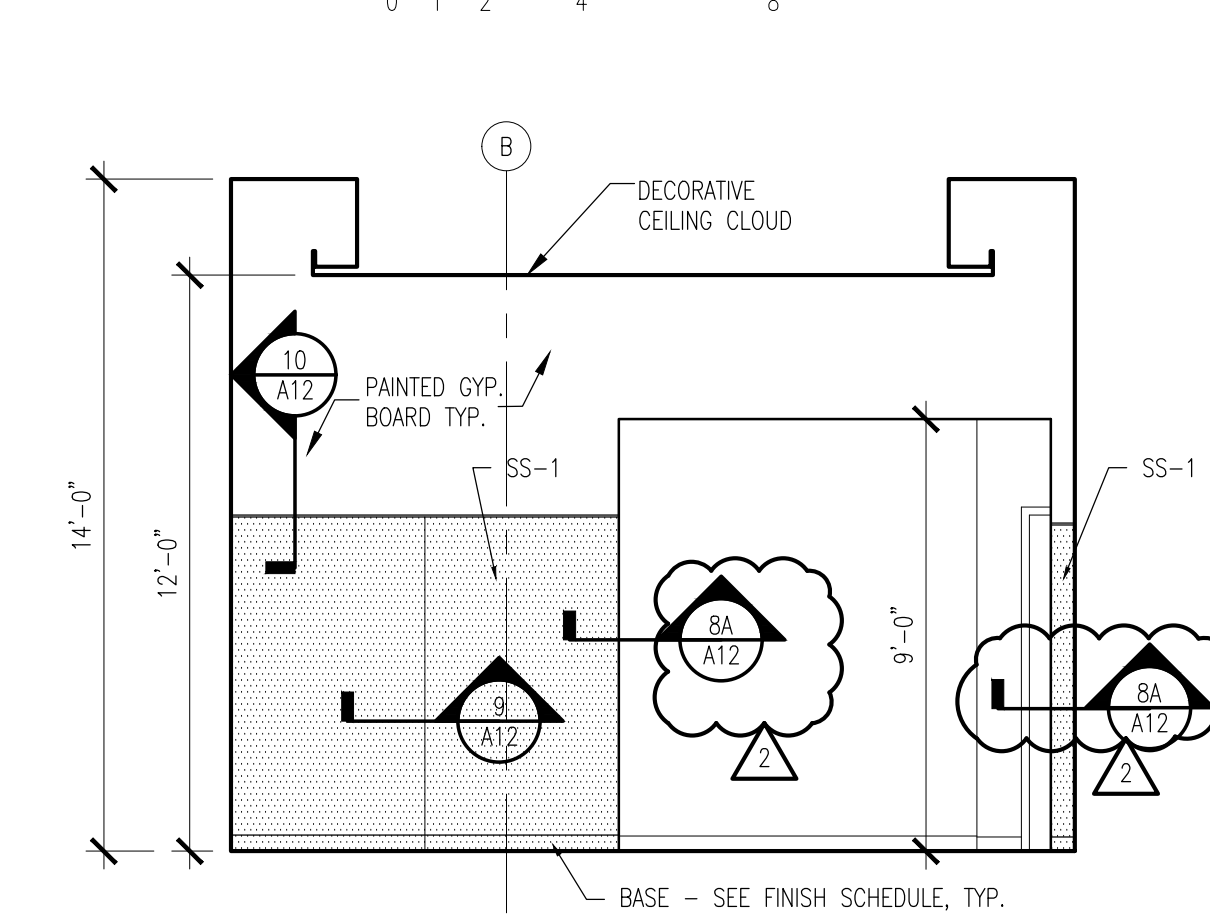 0 1 2 4 8
B
DECORATIVE
CEILING CLOUD
10
A12
PAINTED GYP.
BOARD TYP.
SS-1
SS-1
14'-0"
12'-0"
9'-0"
8A
A12
2
9
A12
8A
A12
2
BASE - SEE FINISH SCHEDULE, TYP.